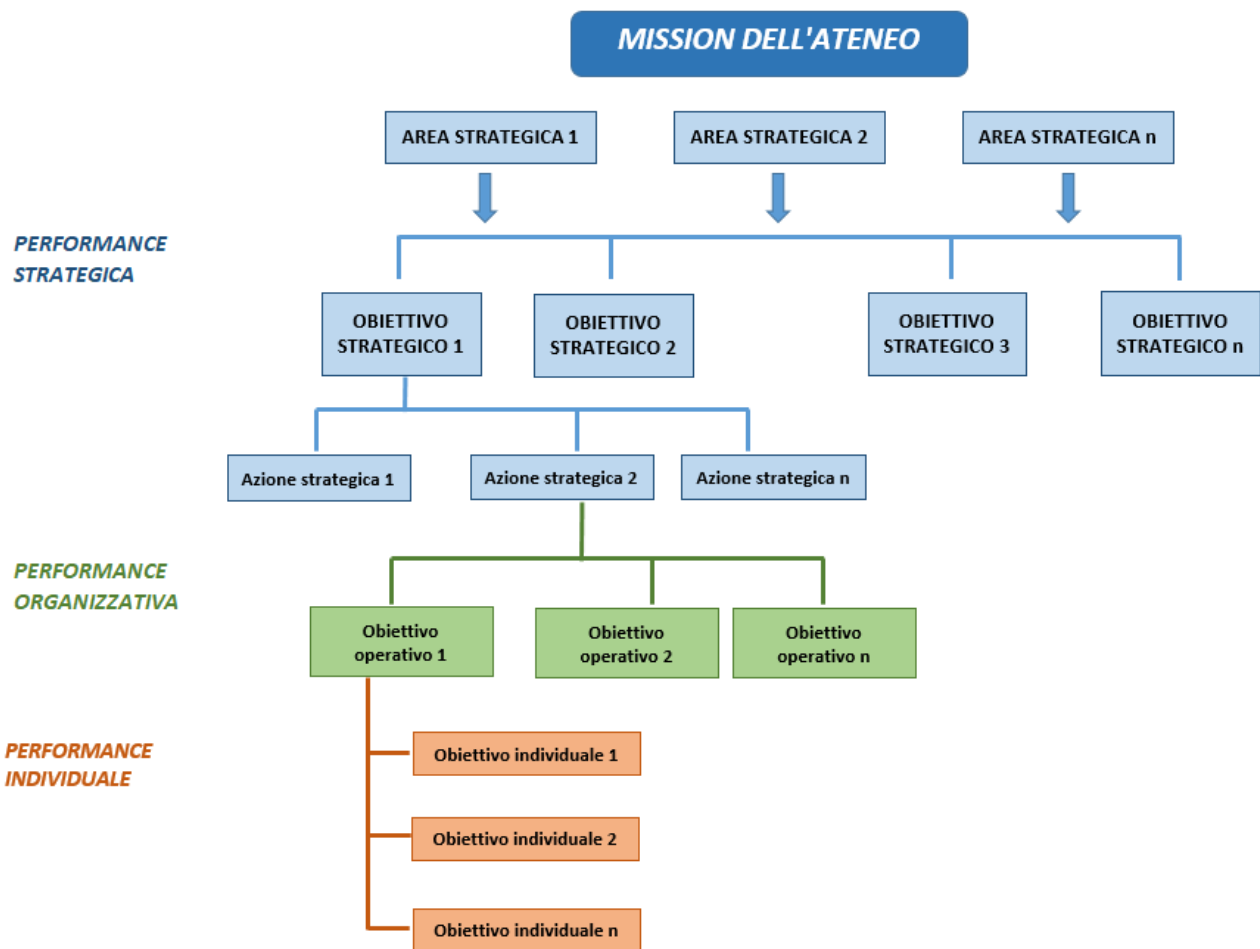 MISSION DELL'ATENEO
AREA STRATEGICA 1
AREA STRATEGICA 2
AREA STRATEGICA n
PERFORMANCE
STRATEGICA
OBIETTIVO
STRATEGICO 1
OBIETTIVO
STRATEGICO 2
OBIETTIVO
STRATEGICO 3
OBIETTIVO
STRATEGICO n
Azione strategica 1
Azione strategica 2
Azione strategica n
PERFORMANCE
ORGANIZZATIVA
Obiettivo
operativo 1
Obiettivo
operativo 2
Obiettivo
operativo n
PERFORMANCE
INDIVIDUALE
Obiettivo individuale 1
Obiettivo individuale 2
Obiettivo individuale n